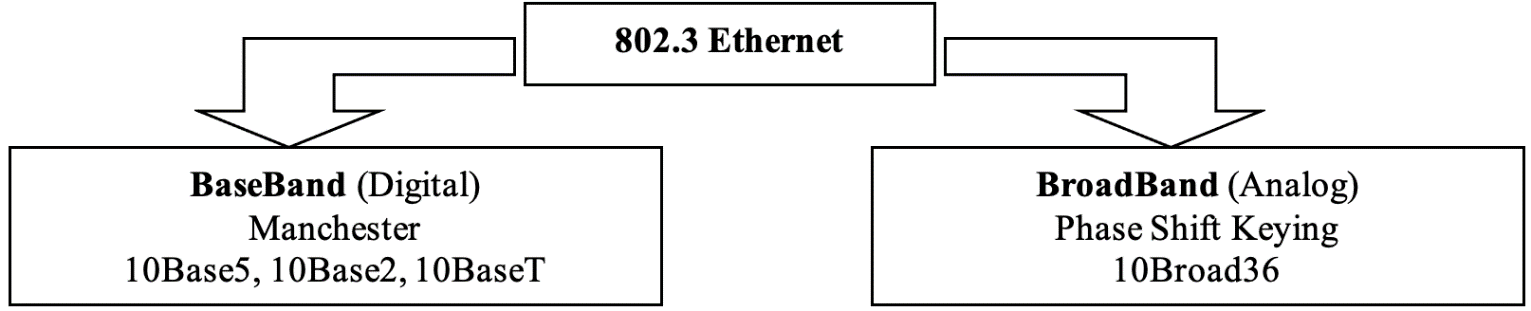 802.3 Ethernet
BaseBand (Digital)
Manchester
10Base5, 10Base2, 10BaseT
BroadBand (Analog)
Phase Shift Keying
10Broad36